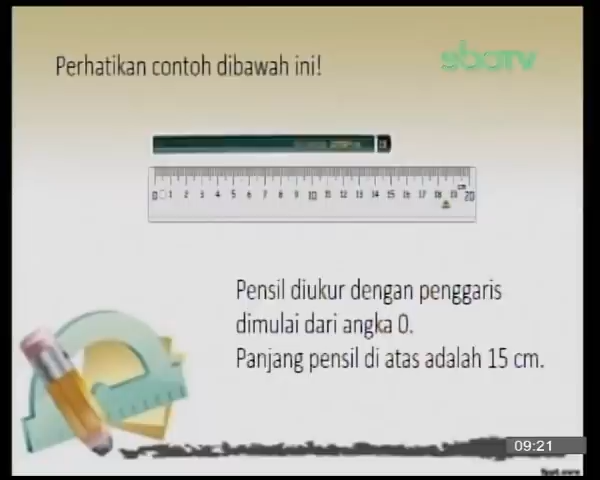 Perhatikan contoh dibawah ini!
sbotv
0 1 2 3 4 5 6 7 8 9 10 11 12 13 14 15 16 17 18 19 20
cm
Pensil diukur dengan penggaris
dimulai dari angka 0.
Panjang pensil di atas adalah 15 cm.
09:21